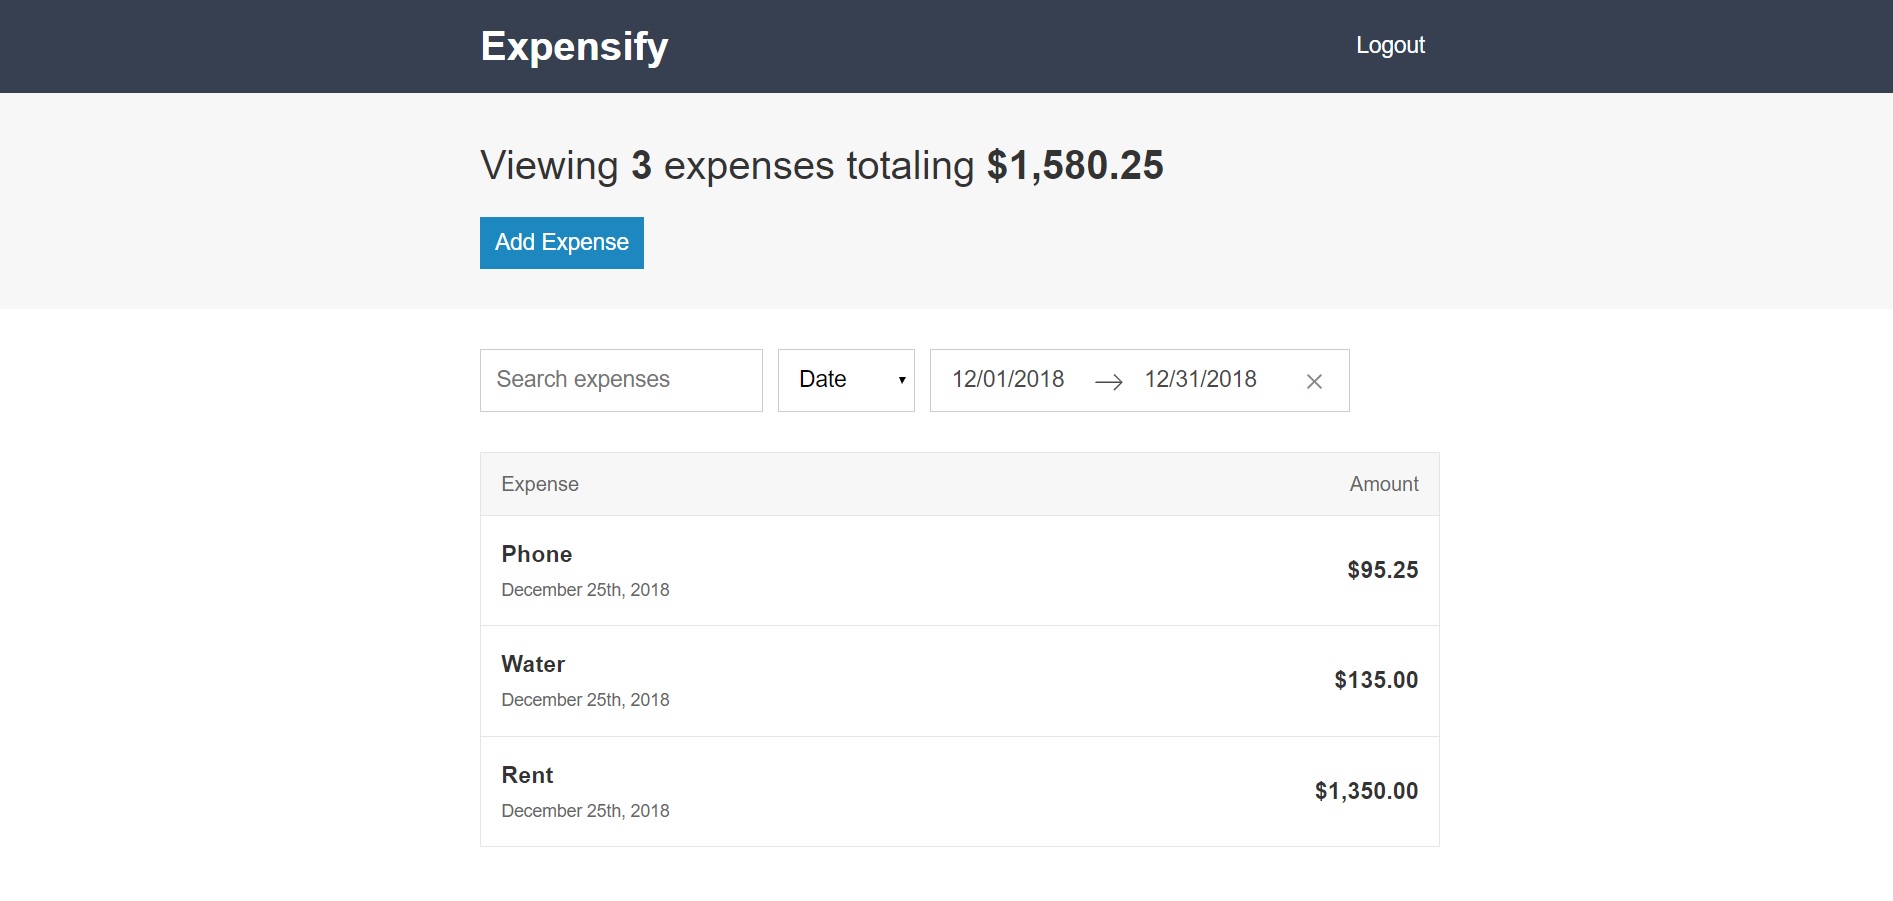 Expensify Logout
Viewing 3 expenses totaling $1,580.25
Add Expense
Search expenses Date 12/01/2018 12/31/2018
Expense Amount
Phone
December 25th, 2018
$95.25
Water
December 25th, 2018
$135.00
Rent
December 25th, 2018
$1,350.00